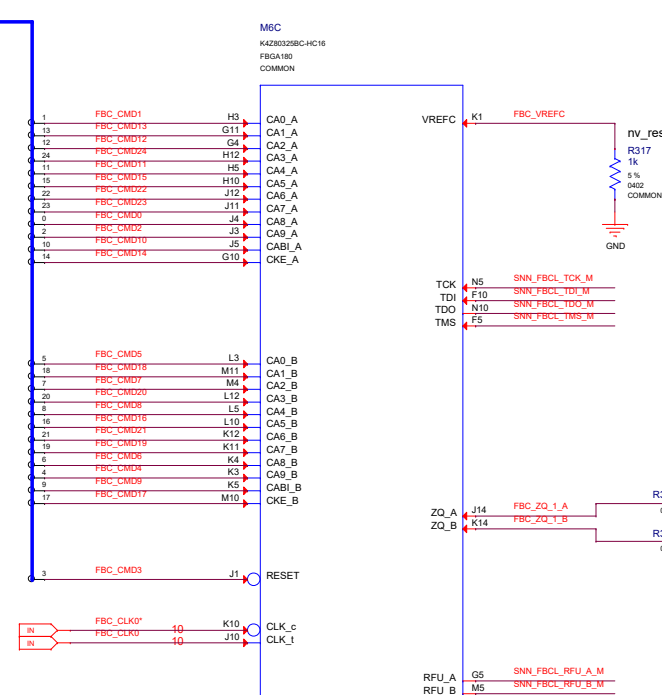 M6C
K4Z80325BC-HC16
FBGA180
COMMON
1 FBC_CMD1 H3 CA0_A
13 FBC_CMD13 G11 CA1_A
12 FBC_CMD12 G4 CA2_A
24 FBC_CMD24 H12 CA3_A
11 FBC_CMD11 H5 CA4_A
15 FBC_CMD15 H10 CA5_A
22 FBC_CMD22 J12 CA6_A
23 FBC_CMD23 J11 CA7_A
0 FBC_CMD0 J4 CA8_A
2 FBC_CMD2 J3 CA9_A
10 FBC_CMD10 J5 CABI_A
14 FBC_CMD14 G10 CKE_A
VREFC K1 FBC_VREFC
R317
1k
5 %
0402
COMMON
GND
TCK N5 SNN_FBCL_TCK_M
TDI F10 SNN_FBCL_TDI_M
TDO N10 SNN_FBCL_TDO_M
TMS F5 SNN_FBCL_TMS_M
5 FBC_CMD5 L3 CA0_B
18 FBC_CMD18 M11 CA1_B
7 FBC_CMD7 M4 CA2_B
20 FBC_CMD20 L12 CA3_B
8 FBC_CMD8 L5 CA4_B
16 FBC_CMD16 L10 CA5_B
21 FBC_CMD21 K12 CA6_B
19 FBC_CMD19 K11 CA7_B
6 FBC_CMD6 K4 CA8_B
4 FBC_CMD4 K3 CA9_B
9 FBC_CMD9 K5 CABI_B
17 FBC_CMD17 M10 CKE_B
ZQ_A J14 FBC_ZQ_1_A
ZQ_B K14 FBC_ZQ_1_B
3 FBC_CMD3 J1 RESET
IN FBC_CLK0* 10 K10 CLK_c
IN FBC_CLK0 10 J10 CLK_t
RFU_A G5 SNN_FBCL_RFU_A_M
RFU_B M5 SNN_FBCL_RFU_B_M